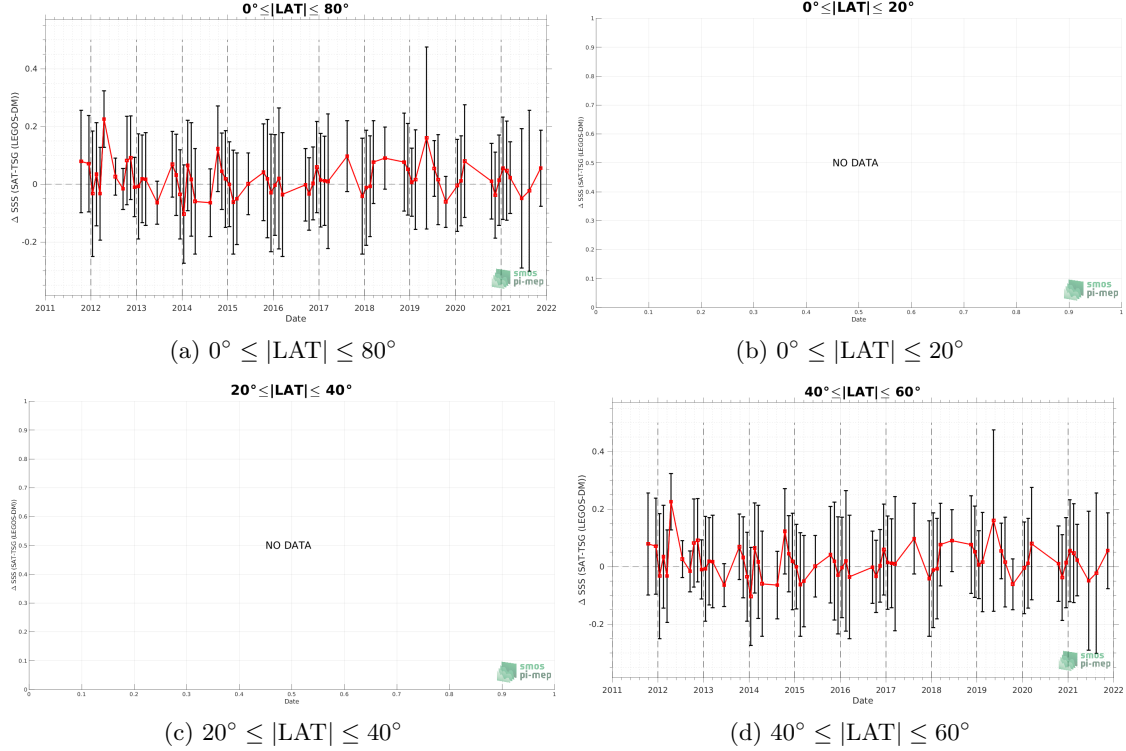 0°≤|LAT|≤ 80°
Δ SSS (SAT-TSG (LEGOS-DM))
0.4
0.2
0
-0.2
2011 2012 2013 2014 2015 2016 2017 2018 2019 2020 2021 2022
Date
smos
pi-mep
(a) 0° ≤ |LAT| ≤ 80°
0°≤|LAT|≤ 20°
Δ SSS (SAT-TSG (LEGOS-DM))
1
0.9
0.8
0.7
0.6
0.5
0.4
0.3
0.2
0.1
0
NO DATA
0 0.1 0.2 0.3 0.4 0.5 0.6 0.7 0.8 0.9 1
Date
smos
pi-mep
(b) 0° ≤ |LAT| ≤ 20°
20°≤|LAT|≤ 40°
Δ SSS (SAT-TSG (LEGOS-DM))
1
0.9
0.8
0.7
0.6
0.5
0.4
0.3
0.2
0.1
0
NO DATA
0 0.1 0.2 0.3 0.4 0.5 0.6 0.7 0.8 0.9 1
Date
smos
pi-mep
(c) 20° ≤ |LAT| ≤ 40°
40°≤|LAT|≤ 60°
Δ SSS (SAT-TSG (LEGOS-DM))
0.4
0.2
0
-0.2
2011 2012 2013 2014 2015 2016 2017 2018 2019 2020 2021 2022
Date
smos
pi-mep
(d) 40° ≤ |LAT| ≤ 60°